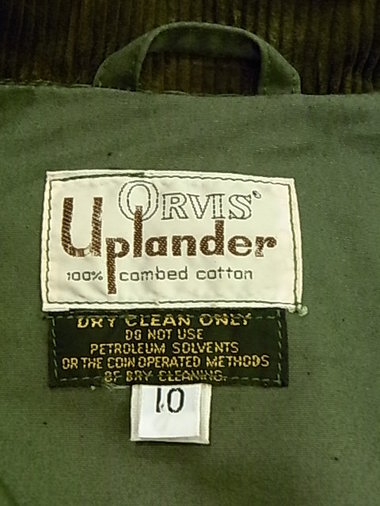 ORVIS'
Uplander
100% combed cotton
DRY CLEAN ONLY
DO NOT USE
PETROLEUM SOLVENTS
OR THE COIN OPERATED METHODS
OF DRY CLEANING.
10